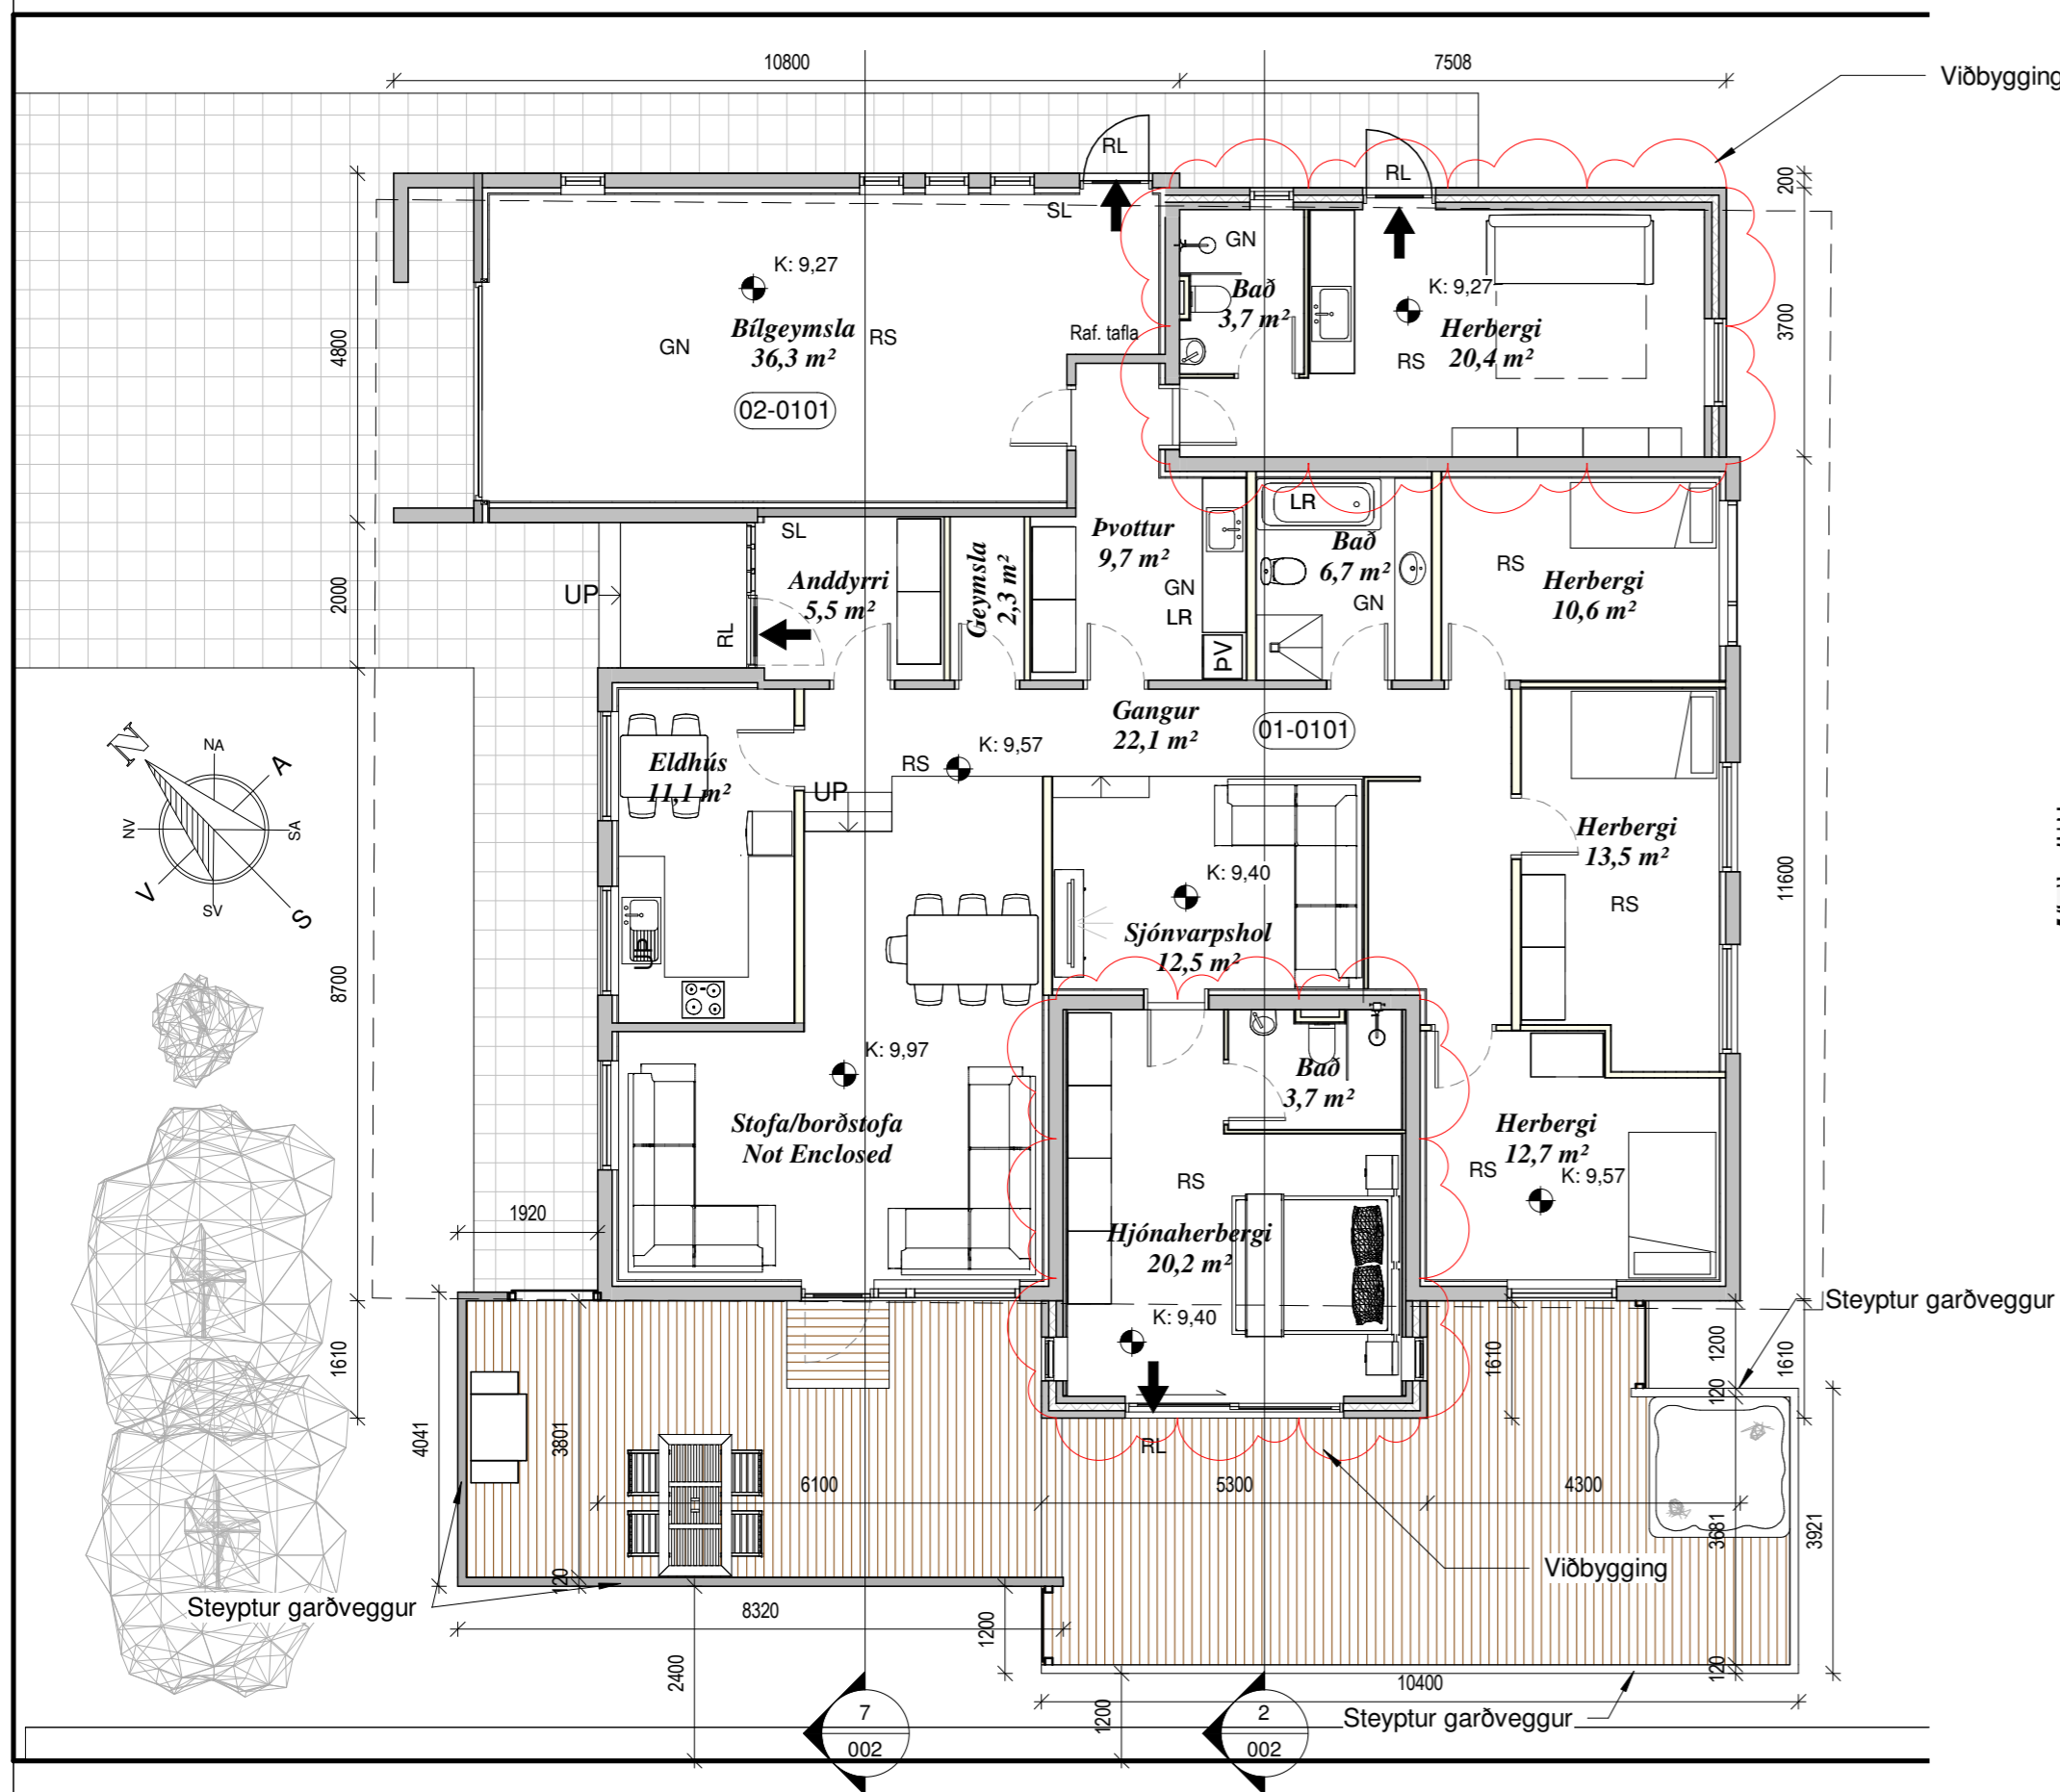 10800
7508
Viðbygging
RL
RL
200
SL
GN
K: 9,27
Bílgeymsla
36,3 m²
GN
RS
02-0101
Raf. tafla
Bað
3,7 m²
K: 9,27
Herbergi
20,4 m²
RS
4800
3700
SL
UP
Anddyrri
5,5 m²
RL
Geymsla
2,3 m²
Þvottur
9,7 m²
GN
LR
ÞV
LR
Bað
6,7 m²
GN
RS
Herbergi
10,6 m²
2000
Gangur
22,1 m²
01-0101
K: 9,57
RS
UP
Eldhús
11,1 m²
N
NA
A
NV
SA
V
SV
S
Herbergi
13,5 m²
RS
11600
K: 9,40
Sjónvarpshol
12,5 m²
8700
K: 9,97
Stofa/borðstofa
Not Enclosed
Bað
3,7 m²
RS
Hjónaherbergi
20,2 m²
K: 9,40
Herbergi
12,7 m²
RS
K: 9,57
1920
Steyptur garðveggur
1610
4041
3801
120
1610
1200
120
1610
RL
6100
5300
4300
3681
3921
Viðbygging
Steyptur garðveggur
8320
1200
2400
120
10400
1200
Steyptur garðveggur
7
002
2
002